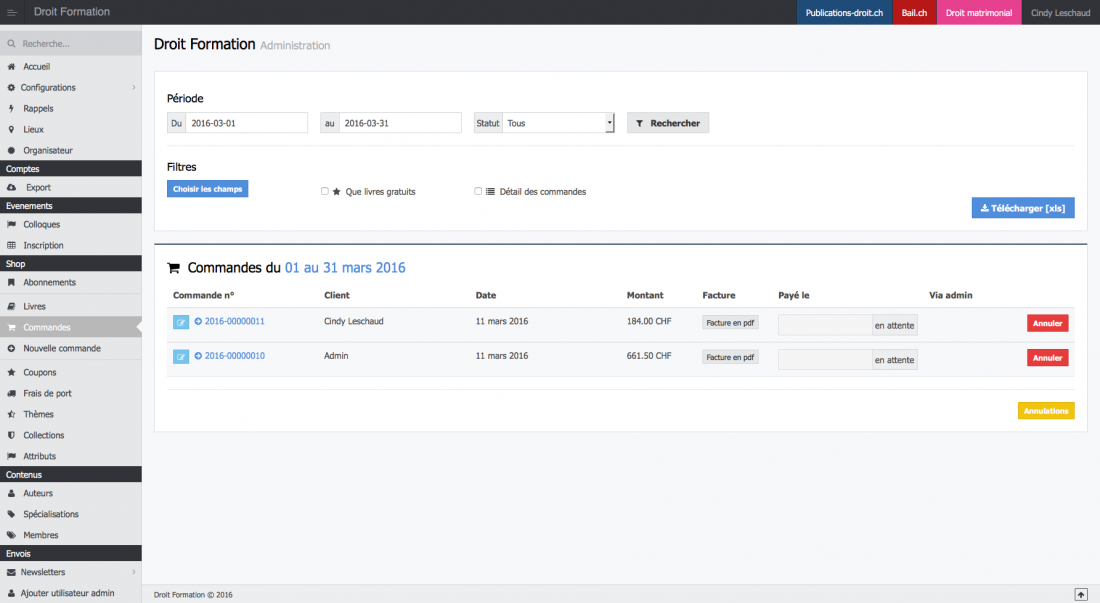 Droit Formation
Publications-droit.ch
Bail.ch
Droit matrimonial
Cindy Leschaud
Recherche...
Accueil
Configurations
Rappels
Lieux
Organisateur
Comptes
Export
Evenements
Colloques
Inscription
Shop
Abonnements
Livres
Commandes
Nouvelle commande
Coupons
Frais de port
Thèmes
Collections
Attributs
Contenus
Auteurs
Spécialisations
Membres
Envois
Newsletters
Ajouter utilisateur admin
Droit Formation Administration
Période
Du 2016-03-01 au 2016-03-31 Statut Tous Rechercher
Filtres
Choisir les champs Que livres gratuits Détail des commandes
Télécharger [xls]
Commandes du 01 au 31 mars 2016
Commande n° Client Date Montant Facture Payé le Via admin
2016-00000011 Cindy Leschaud 11 mars 2016 184.00 CHF Facture en pdf en attente Annuler
2016-00000010 Admin 11 mars 2016 661.50 CHF Facture en pdf en attente Annuler
Annulations
Droit Formation © 2016